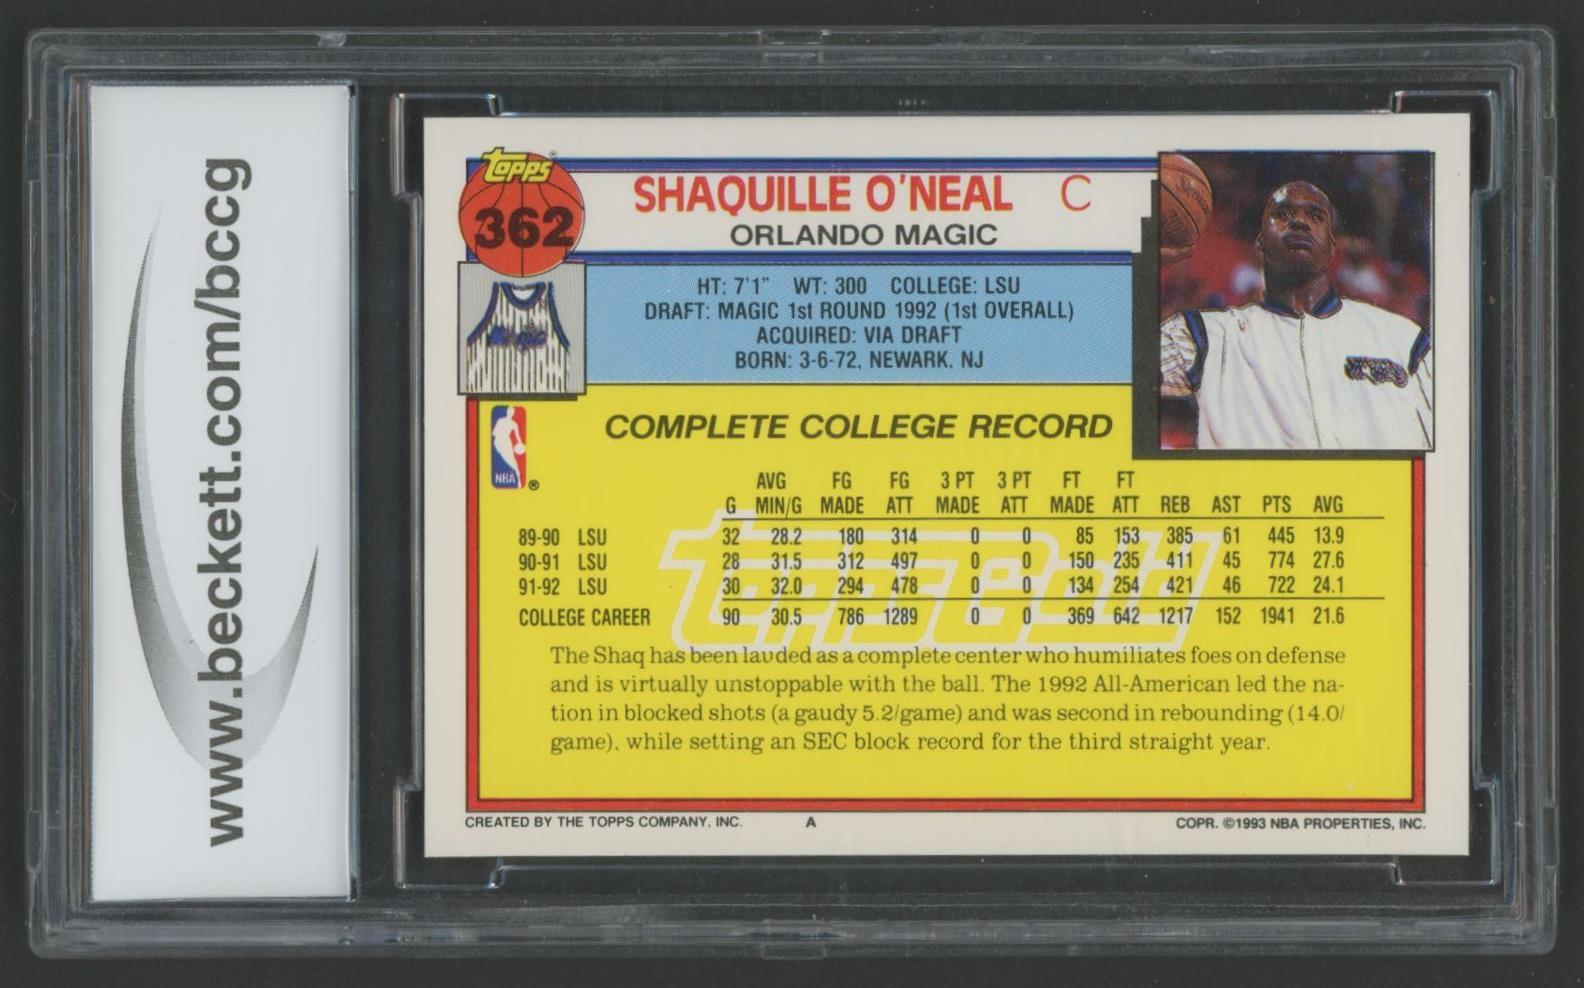 www.beckett.com/bccg
topps
362
SHAQUILLE O'NEAL C
ORLANDO MAGIC
HT: 7'1" WT: 300 COLLEGE: LSU
DRAFT: MAGIC 1st ROUND 1992 (1st OVERALL)
ACQUIRED: VIA DRAFT
BORN: 3-6-72, NEWARK, NJ
NBA ®
COMPLETE COLLEGE RECORD
AVG FG FG 3 PT 3 PT FT FT
G MIN/G MADE ATT MADE ATT MADE ATT REB AST PTS AVG
89-90 LSU 32 28.2 180 314 0 0 85 153 385 61 445 13.9
90-91 LSU 28 31.5 312 497 0 0 150 235 411 45 774 27.6
91-92 LSU 30 32.0 294 478 0 0 134 254 421 46 722 24.1
COLLEGE CAREER 90 30.5 786 1289 0 0 369 642 1217 152 1941 21.6
ToppsGold
The Shaq has been lauded as a complete center who humiliates foes on defense
and is virtually unstoppable with the ball. The 1992 All-American led the na-
tion in blocked shots (a gaudy 5.2/game) and was second in rebounding (14.0/
game), while setting an SEC block record for the third straight year.
CREATED BY THE TOPPS COMPANY, INC. A COPR. ©1993 NBA PROPERTIES, INC.